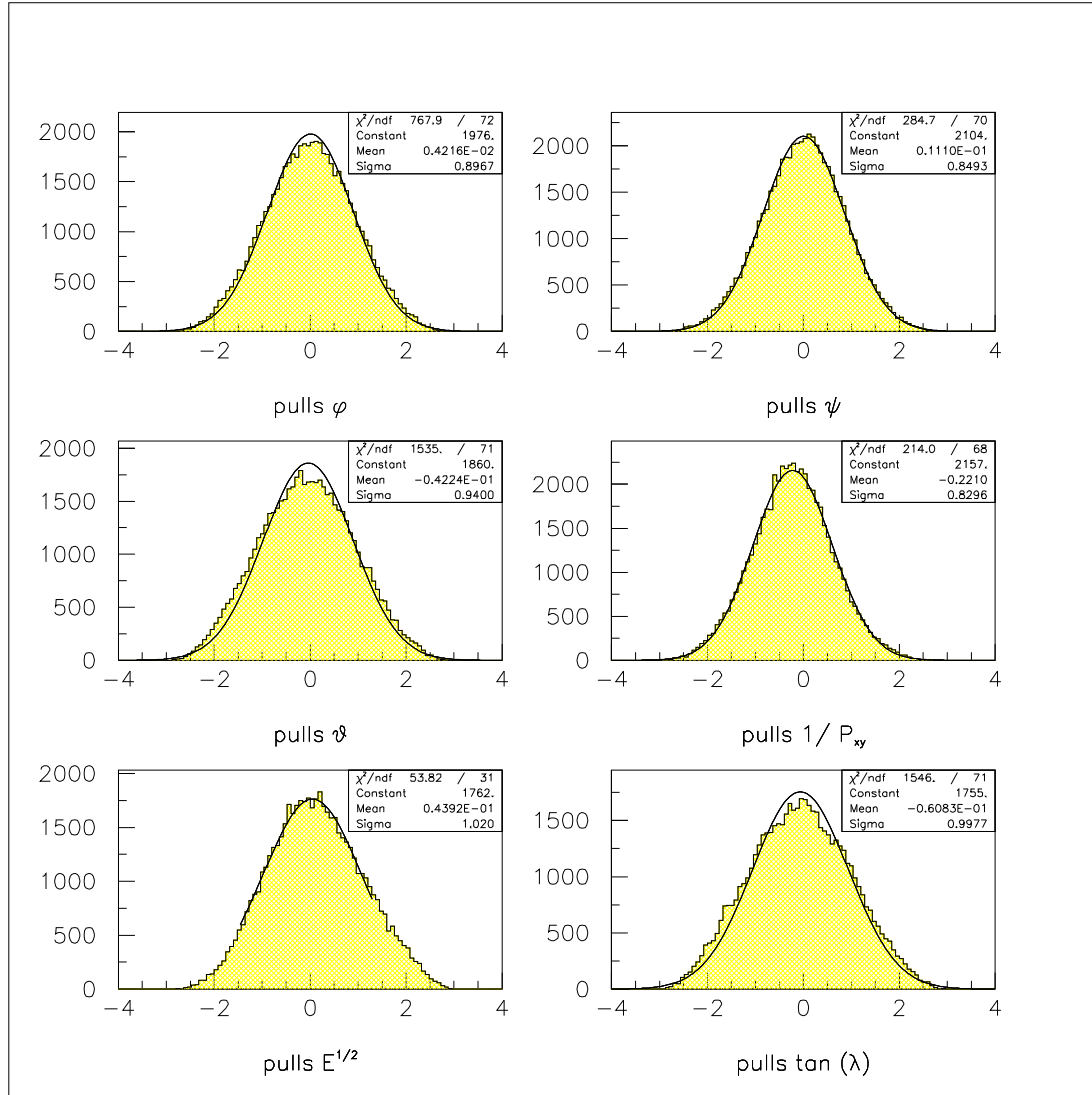 χ²/ndf 767.9 / 72
Constant 1976.
Mean 0.4216E-02
Sigma 0.8967
2000
1500
1000
500
0
−4 −2 0 2 4
pulls φ
χ²/ndf 284.7 / 70
Constant 2104.
Mean 0.1110E-01
Sigma 0.8493
2000
1500
1000
500
0
−4 −2 0 2 4
pulls ψ
χ²/ndf 1535. / 71
Constant 1860.
Mean −0.4224E-01
Sigma 0.9400
2000
1500
1000
500
0
−4 −2 0 2 4
pulls ϑ
χ²/ndf 214.0 / 68
Constant 2157.
Mean −0.2210
Sigma 0.8296
2000
1500
1000
500
0
−4 −2 0 2 4
pulls 1/ P_xy
χ²/ndf 53.82 / 31
Constant 1762.
Mean 0.4392E-01
Sigma 1.020
2000
1500
1000
500
0
−4 −2 0 2 4
pulls E^1/2
χ²/ndf 1546. / 71
Constant 1755.
Mean −0.6083E-01
Sigma 0.9977
1500
1000
500
0
−4 −2 0 2 4
pulls tan (λ)